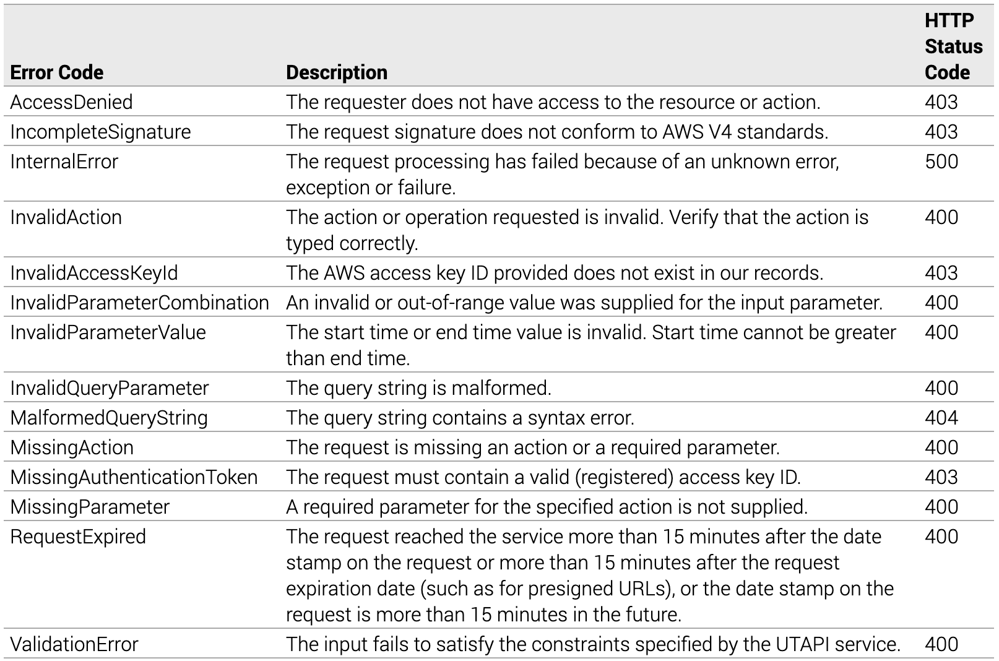 HTTP
Status
Error Code Description Code
AccessDenied The requester does not have access to the resource or action. 403
IncompleteSignature The request signature does not conform to AWS V4 standards. 403
InternalError The request processing has failed because of an unknown error, 500
exception or failure.
InvalidAction The action or operation requested is invalid. Verify that the action is 400
typed correctly.
InvalidAccessKeyId The AWS access key ID provided does not exist in our records. 403
InvalidParameterCombination An invalid or out-of-range value was supplied for the input parameter. 400
InvalidParameterValue The start time or end time value is invalid. Start time cannot be greater 400
than end time.
InvalidQueryParameter The query string is malformed. 400
MalformedQueryString The query string contains a syntax error. 404
MissingAction The request is missing an action or a required parameter. 400
MissingAuthenticationToken The request must contain a valid (registered) access key ID. 403
MissingParameter A required parameter for the specified action is not supplied. 400
RequestExpired The request reached the service more than 15 minutes after the date 400
stamp on the request or more than 15 minutes after the request
expiration date (such as for presigned URLs), or the date stamp on the
request is more than 15 minutes in the future.
ValidationError The input fails to satisfy the constraints specified by the UTAPI service. 400